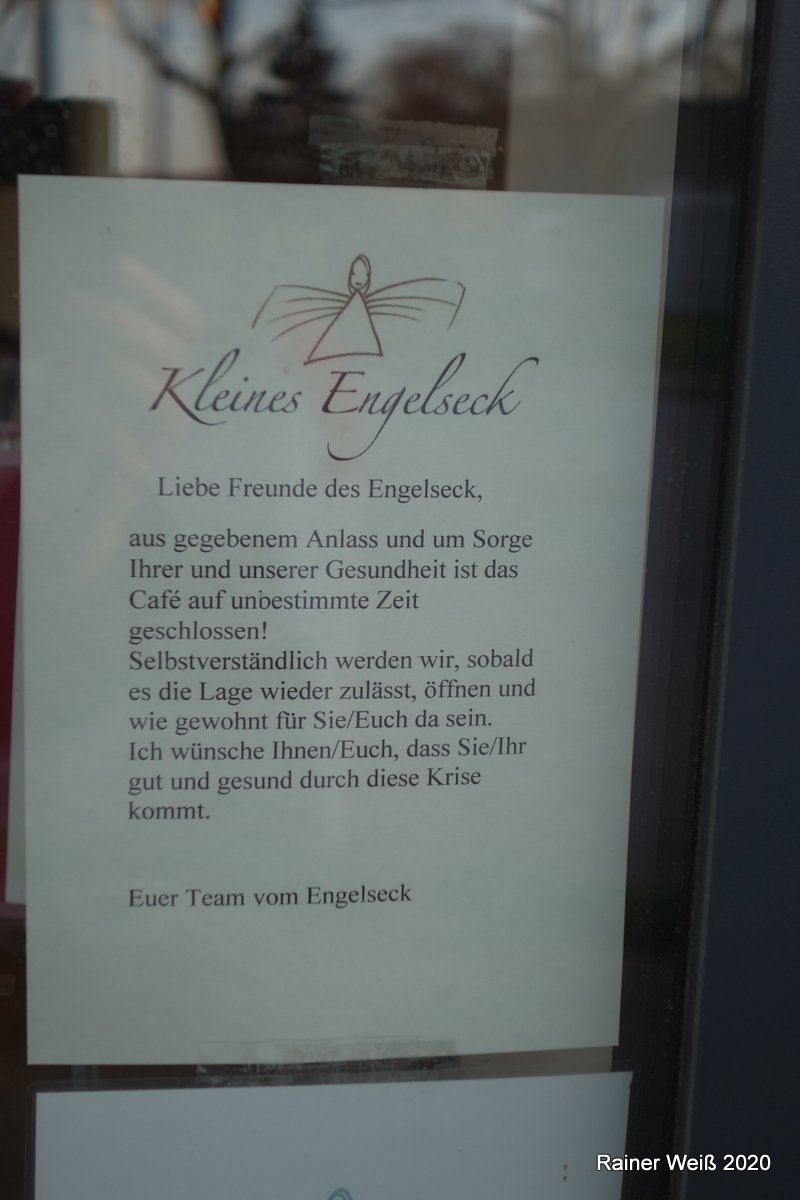 Kleines Engelseck
Liebe Freunde des Engelseck,
aus gegebenem Anlass und um Sorge
Ihrer und unserer Gesundheit ist das
Café auf unbestimmte Zeit
geschlossen!
Selbstverständlich werden wir, sobald
es die Lage wieder zulässt, öffnen und
wie gewohnt für Sie/Euch da sein.
Ich wünsche Ihnen/Euch, dass Sie/Ihr
gut und gesund durch diese Krise
kommt.
Euer Team vom Engelseck
Rainer Weiß 2020